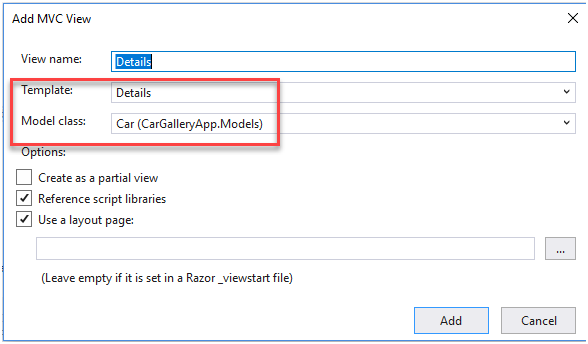 Add MVC View
View name: Details
Template: Details
Model class: Car (CarGalleryApp.Models)
Options:
Create as a partial view
Reference script libraries
Use a layout page:
...
(Leave empty if it is set in a Razor _viewstart file)
Add Cancel